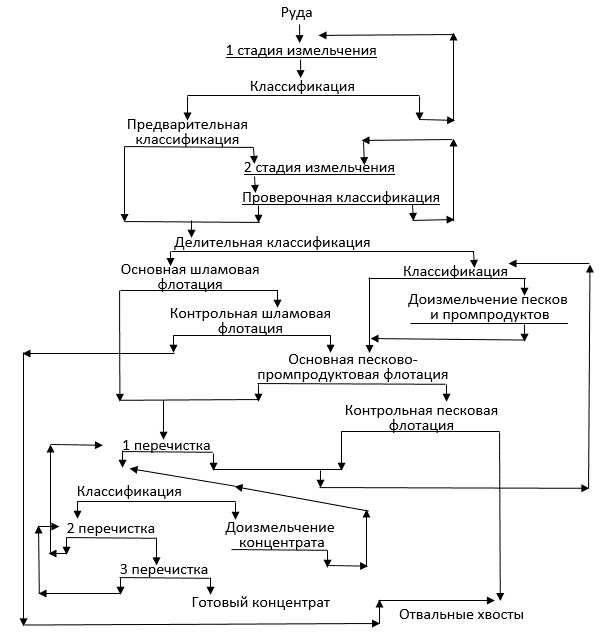 Руда
1 стадия измельчения
Классификация
Предварительная
классификация
2 стадия измельчения
Проверочная классификация
Делительная классификация
Основная шламовая
флотация
Классификация
Доизмельчение песков
и промпродуктов
Контрольная шламовая
флотация
Основная песково-
промпродуктовая флотация
Контрольная песковая
флотация
1 перечистка
Классификация
2 перечистка
Доизмельчение
концентрата
3 перечистка
Готовый концентрат
Отвальные хвосты